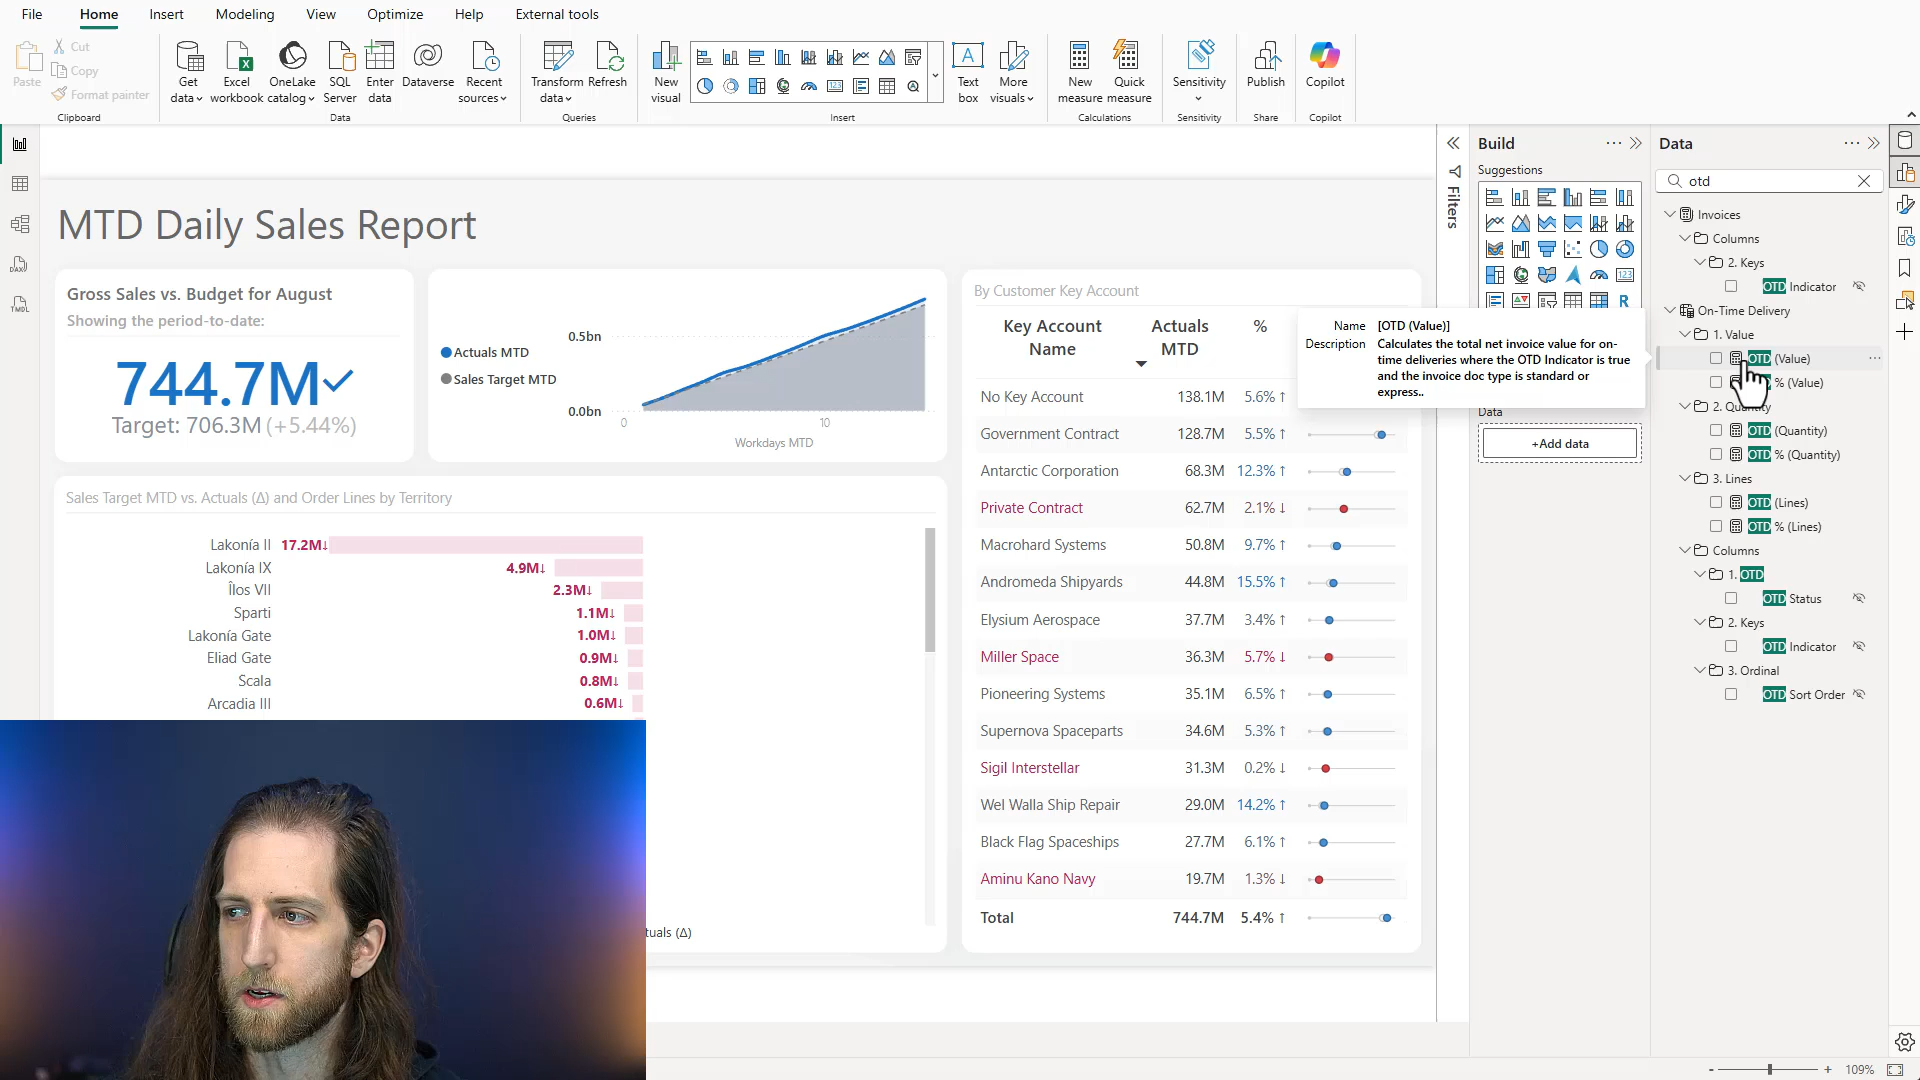 File Home Insert Modeling View Optimize Help External tools
Paste
Cut
Copy
Format painter
Clipboard
Get data
Excel workbook
OneLake catalog
SQL Server
Enter data
Dataverse
Recent sources
Data
Transform data
Refresh
Queries
New visual
Text box
More visuals
Insert
New measure
Quick measure
Calculations
Sensitivity
Sensitivity
Publish
Share
Copilot
Copilot
DAX
TMDL
MTD Daily Sales Report
Gross Sales vs. Budget for August
Showing the period-to-date:
744.7M
Target: 706.3M (+5.44%)
Actuals MTD
Sales Target MTD
0.5bn
0.0bn
0 10
Workdays MTD
Sales Target MTD vs. Actuals (Δ) and Order Lines by Territory
Lakonía II 17.2M↓
Lakonía IX 4.9M↓
Îlos VII 2.3M↓
Sparti 1.1M↓
Lakonía Gate 1.0M↓
Eliad Gate 0.9M↓
Scala 0.8M↓
Arcadia III 0.6M↓
tuals (Δ)
By Customer Key Account
Key Account Name Actuals MTD %
No Key Account 138.1M 5.6% ↑
Government Contract 128.7M 5.5% ↑
Antarctic Corporation 68.3M 12.3% ↑
Private Contract 62.7M 2.1% ↓
Macrohard Systems 50.8M 9.7% ↑
Andromeda Shipyards 44.8M 15.5% ↑
Elysium Aerospace 37.7M 3.4% ↑
Miller Space 36.3M 5.7% ↓
Pioneering Systems 35.1M 6.5% ↑
Supernova Spaceparts 34.6M 5.3% ↑
Sigil Interstellar 31.3M 0.2% ↓
Wel Walla Ship Repair 29.0M 14.2% ↑
Black Flag Spaceships 27.7M 6.1% ↑
Aminu Kano Navy 19.7M 1.3% ↓
Total 744.7M 5.4% ↑
Filters
Build
Suggestions
Name [OTD (Value)]
Description Calculates the total net invoice value for on-
time deliveries where the OTD Indicator is true
and the invoice doc type is standard or
express..
Data
+Add data
Data
otd
Invoices
Columns
2. Keys
OTD Indicator
On-Time Delivery
1. Value
OTD (Value)
% (Value)
2. Quantity
OTD (Quantity)
OTD % (Quantity)
3. Lines
OTD (Lines)
OTD % (Lines)
Columns
1. OTD
OTD Status
2. Keys
OTD Indicator
3. Ordinal
OTD Sort Order
109%